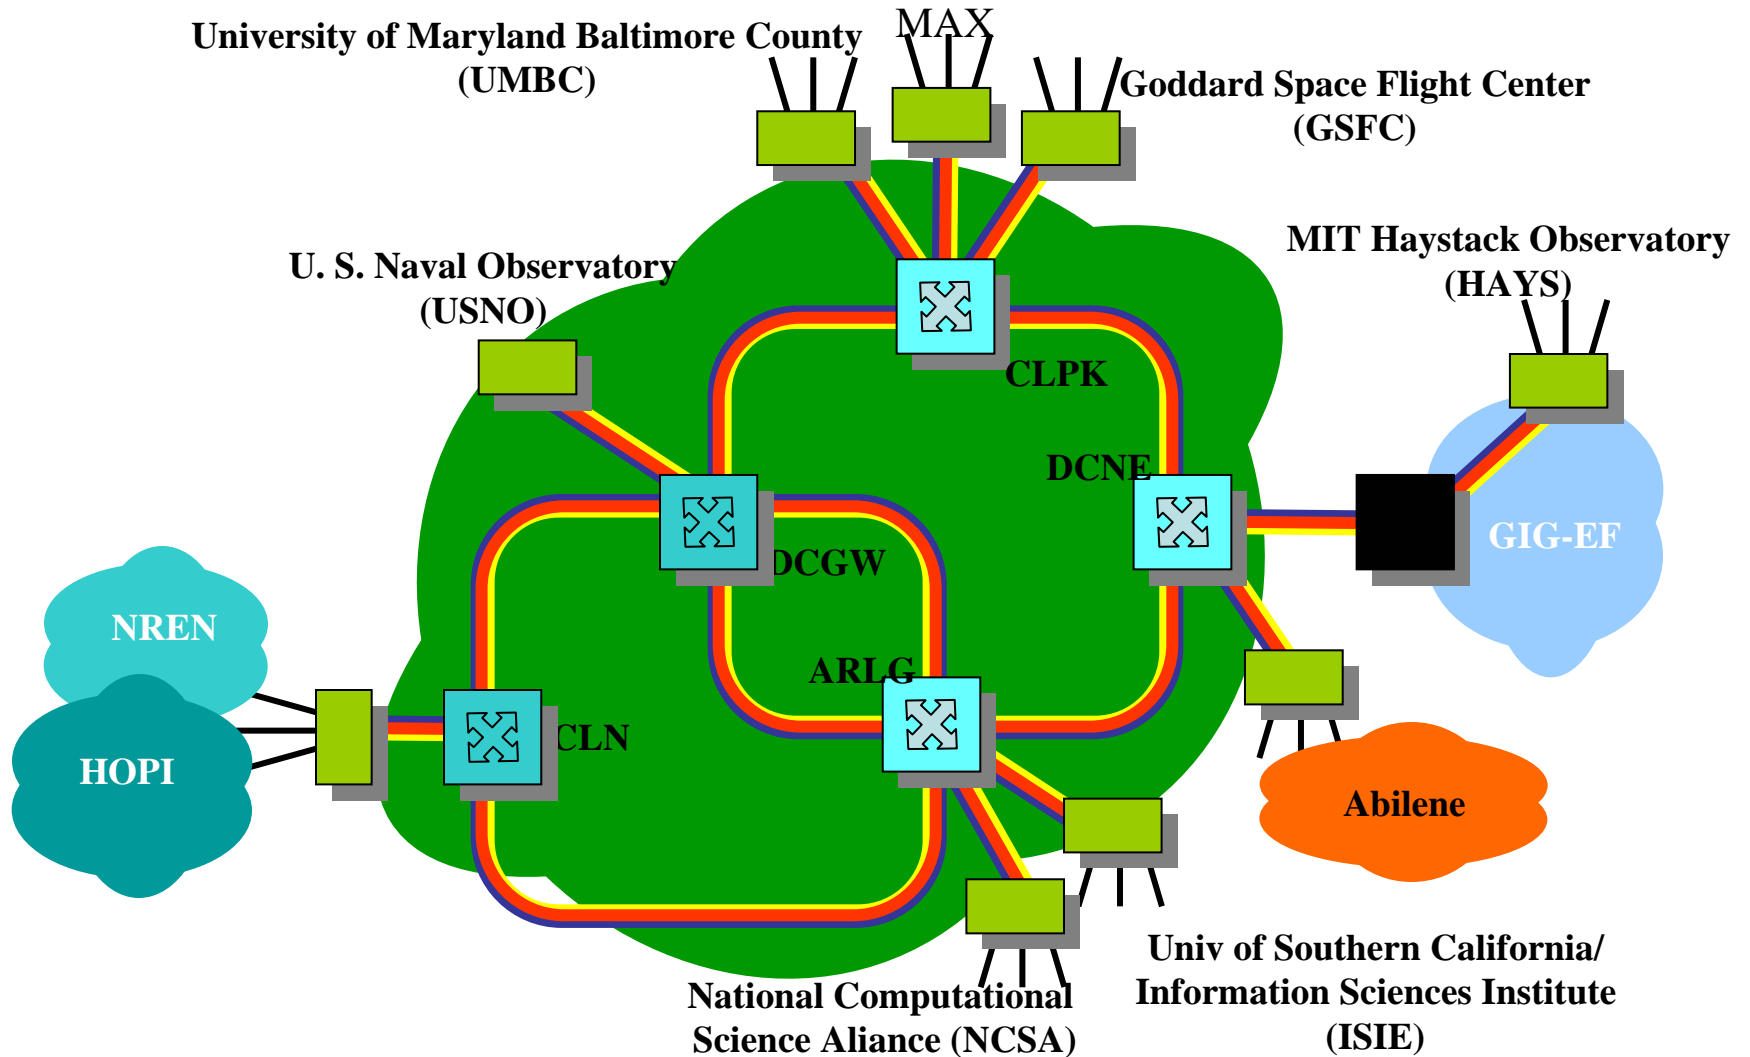 MAX
University of Maryland Baltimore County
(UMBC)
Goddard Space Flight Center
(GSFC)
MIT Haystack Observatory
(HAYS)
U. S. Naval Observatory
(USNO)
CLPK
DCNE
GIG-EF
DCGW
NREN
ARLG
CLN
HOPI
Abilene
Univ of Southern California/
Information Sciences Institute
(ISIE)
National Computational
Science Aliance (NCSA)